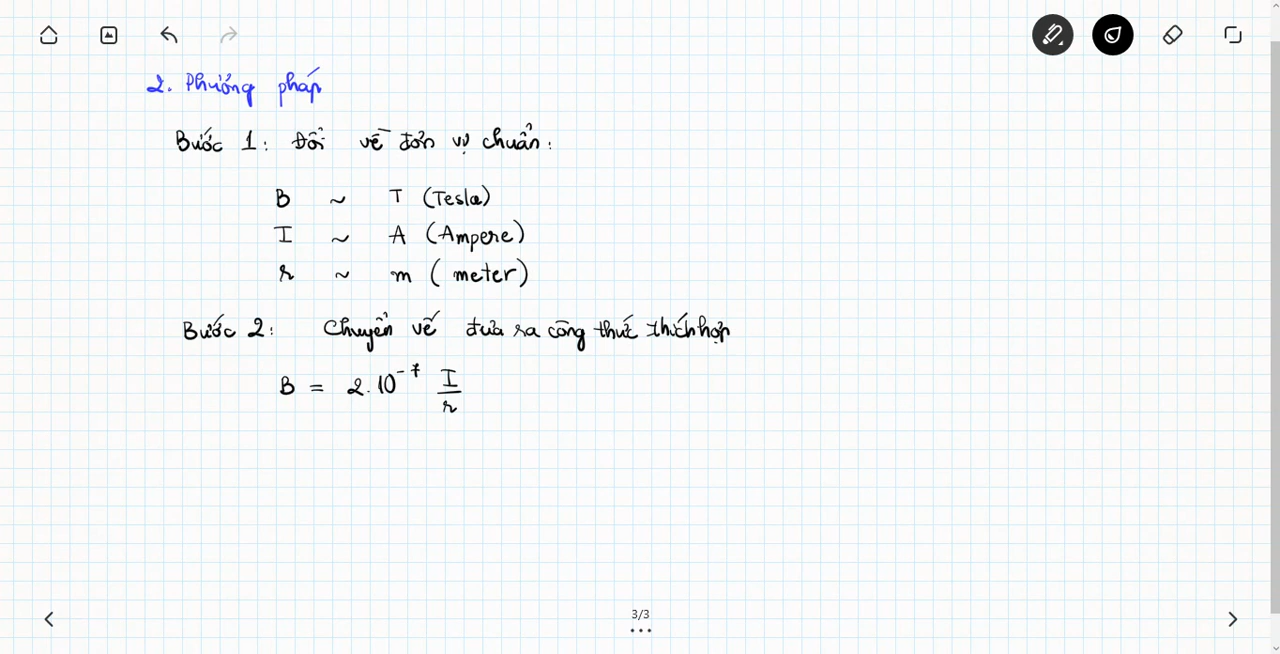 2. Phương pháp
Bước 1: Đổi về đơn vị chuẩn:
B ~ T (Tesla)
I ~ A (Ampere)
r ~ m (meter)
Bước 2: Chuyển vế đưa ra công thức thích hợp
B = 2.10⁻⁷ I/r
3/3